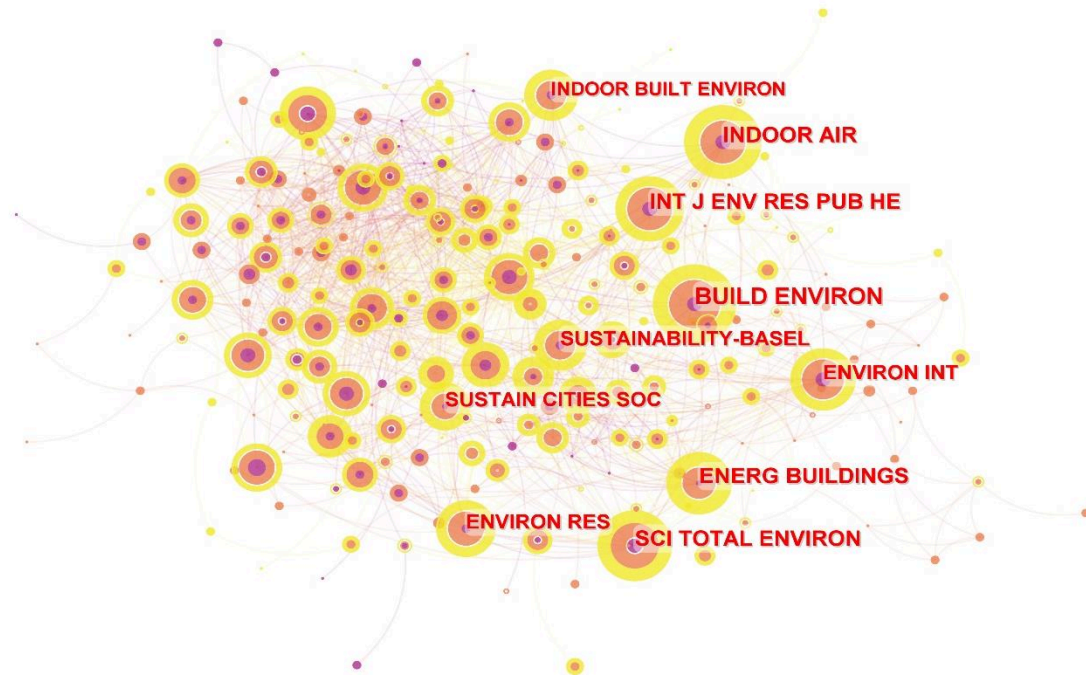 INDOOR BUILT ENVIRON
INDOOR AIR
INT J ENV RES PUB HE
BUILD ENVIRON
SUSTAINABILITY-BASEL
ENVIRON INT
SUSTAIN CITIES SOC
ENERG BUILDINGS
ENVIRON RES
SCI TOTAL ENVIRON